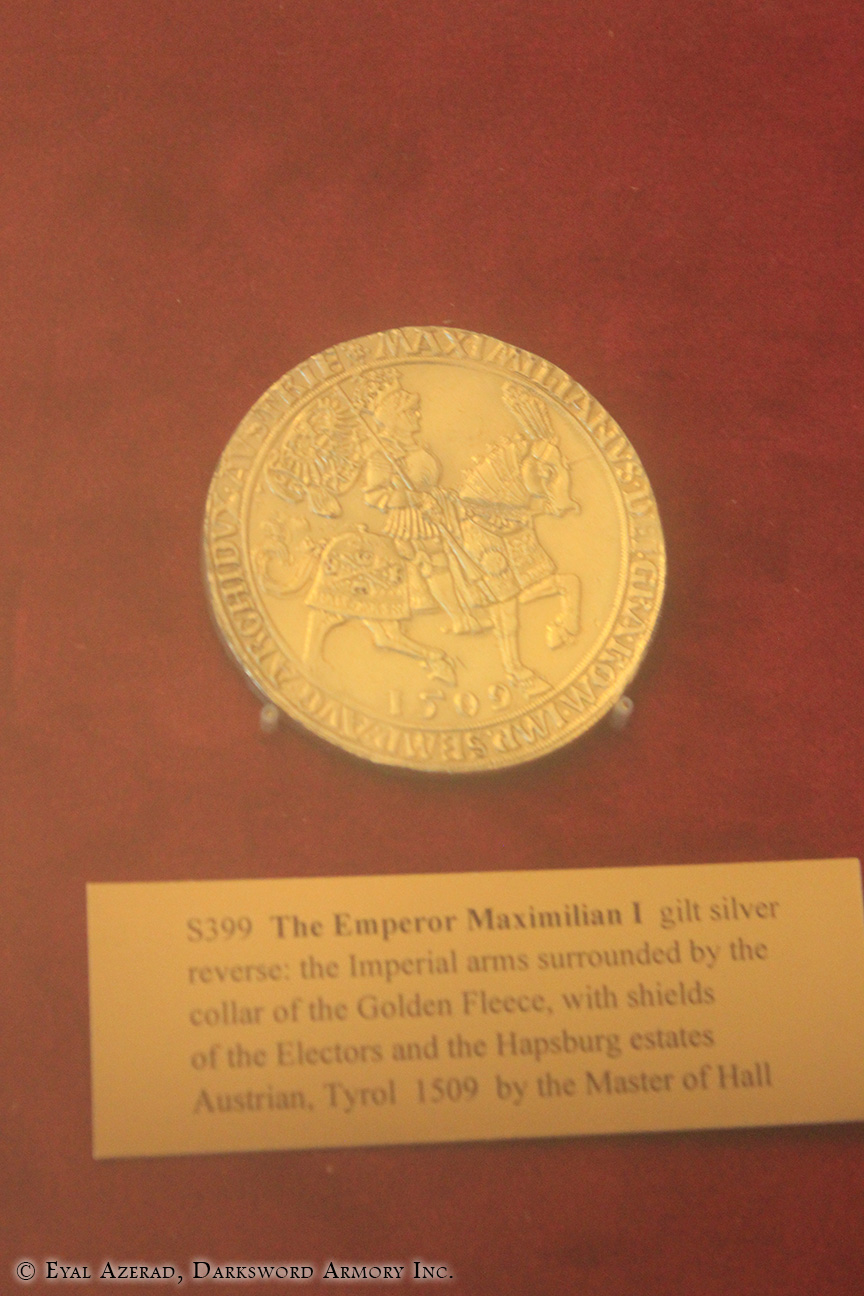 MAXIMILIANVS
ARCHIDVX AVSTRIE
1509
S399 The Emperor Maximilian I gilt silver
reverse: the Imperial arms surrounded by the
collar of the Golden Fleece, with shields
of the Electors and the Hapsburg estates
Austrian, Tyrol 1509 by the Master of Hall
© Eyal Azerad, Darksword Armory Inc.